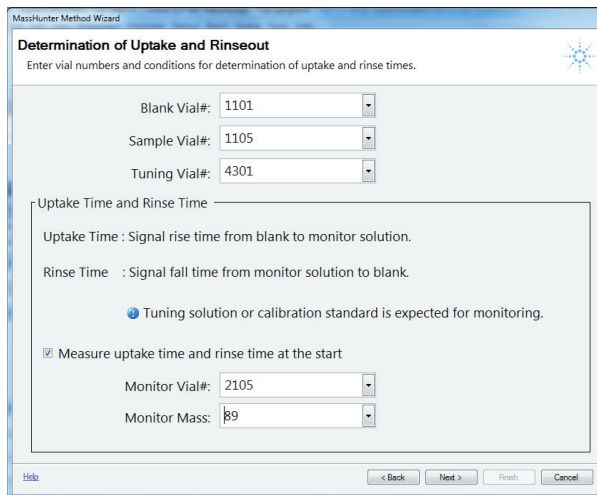 MassHunter Method Wizard
Determination of Uptake and Rinseout
Enter vial numbers and conditions for determination of uptake and rinse times.
Blank Vial#: 1101
Sample Vial#: 1105
Tuning Vial#: 4301
Uptake Time and Rinse Time
Uptake Time : Signal rise time from blank to monitor solution.
Rinse Time : Signal fall time from monitor solution to blank.
Tuning solution or calibration standard is expected for monitoring.
Measure uptake time and rinse time at the start
Monitor Vial#: 2105
Monitor Mass: 89
Help < Back Next > Finish Cancel